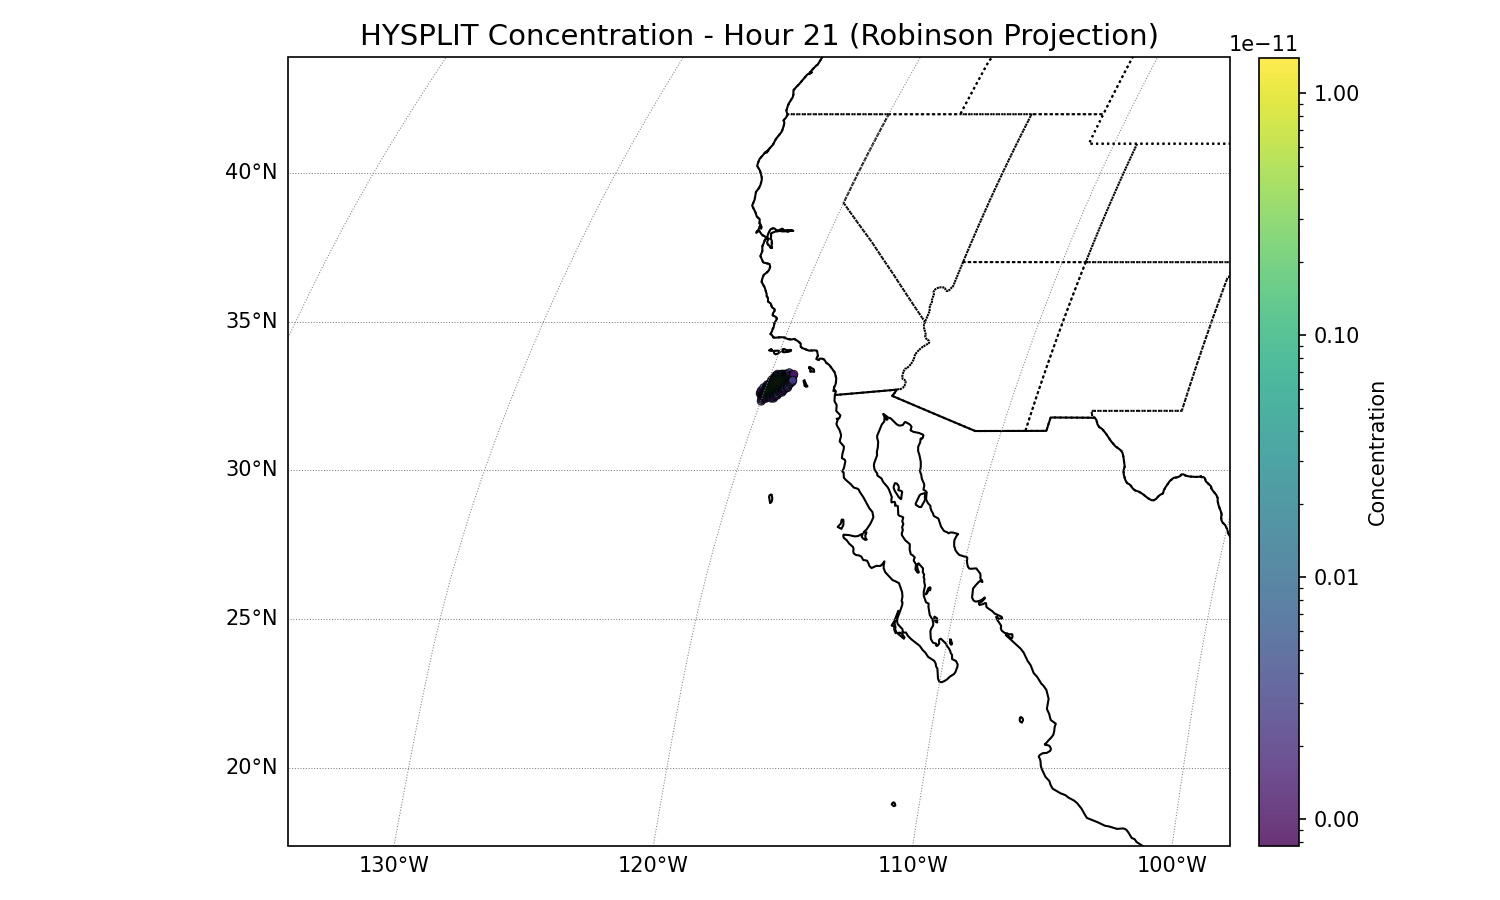 HYSPLIT Concentration - Hour 21 (Robinson Projection)
1e−11
40°N
35°N
30°N
25°N
20°N
130°W
120°W
110°W
100°W
1.00
0.10
0.01
0.00
Concentration